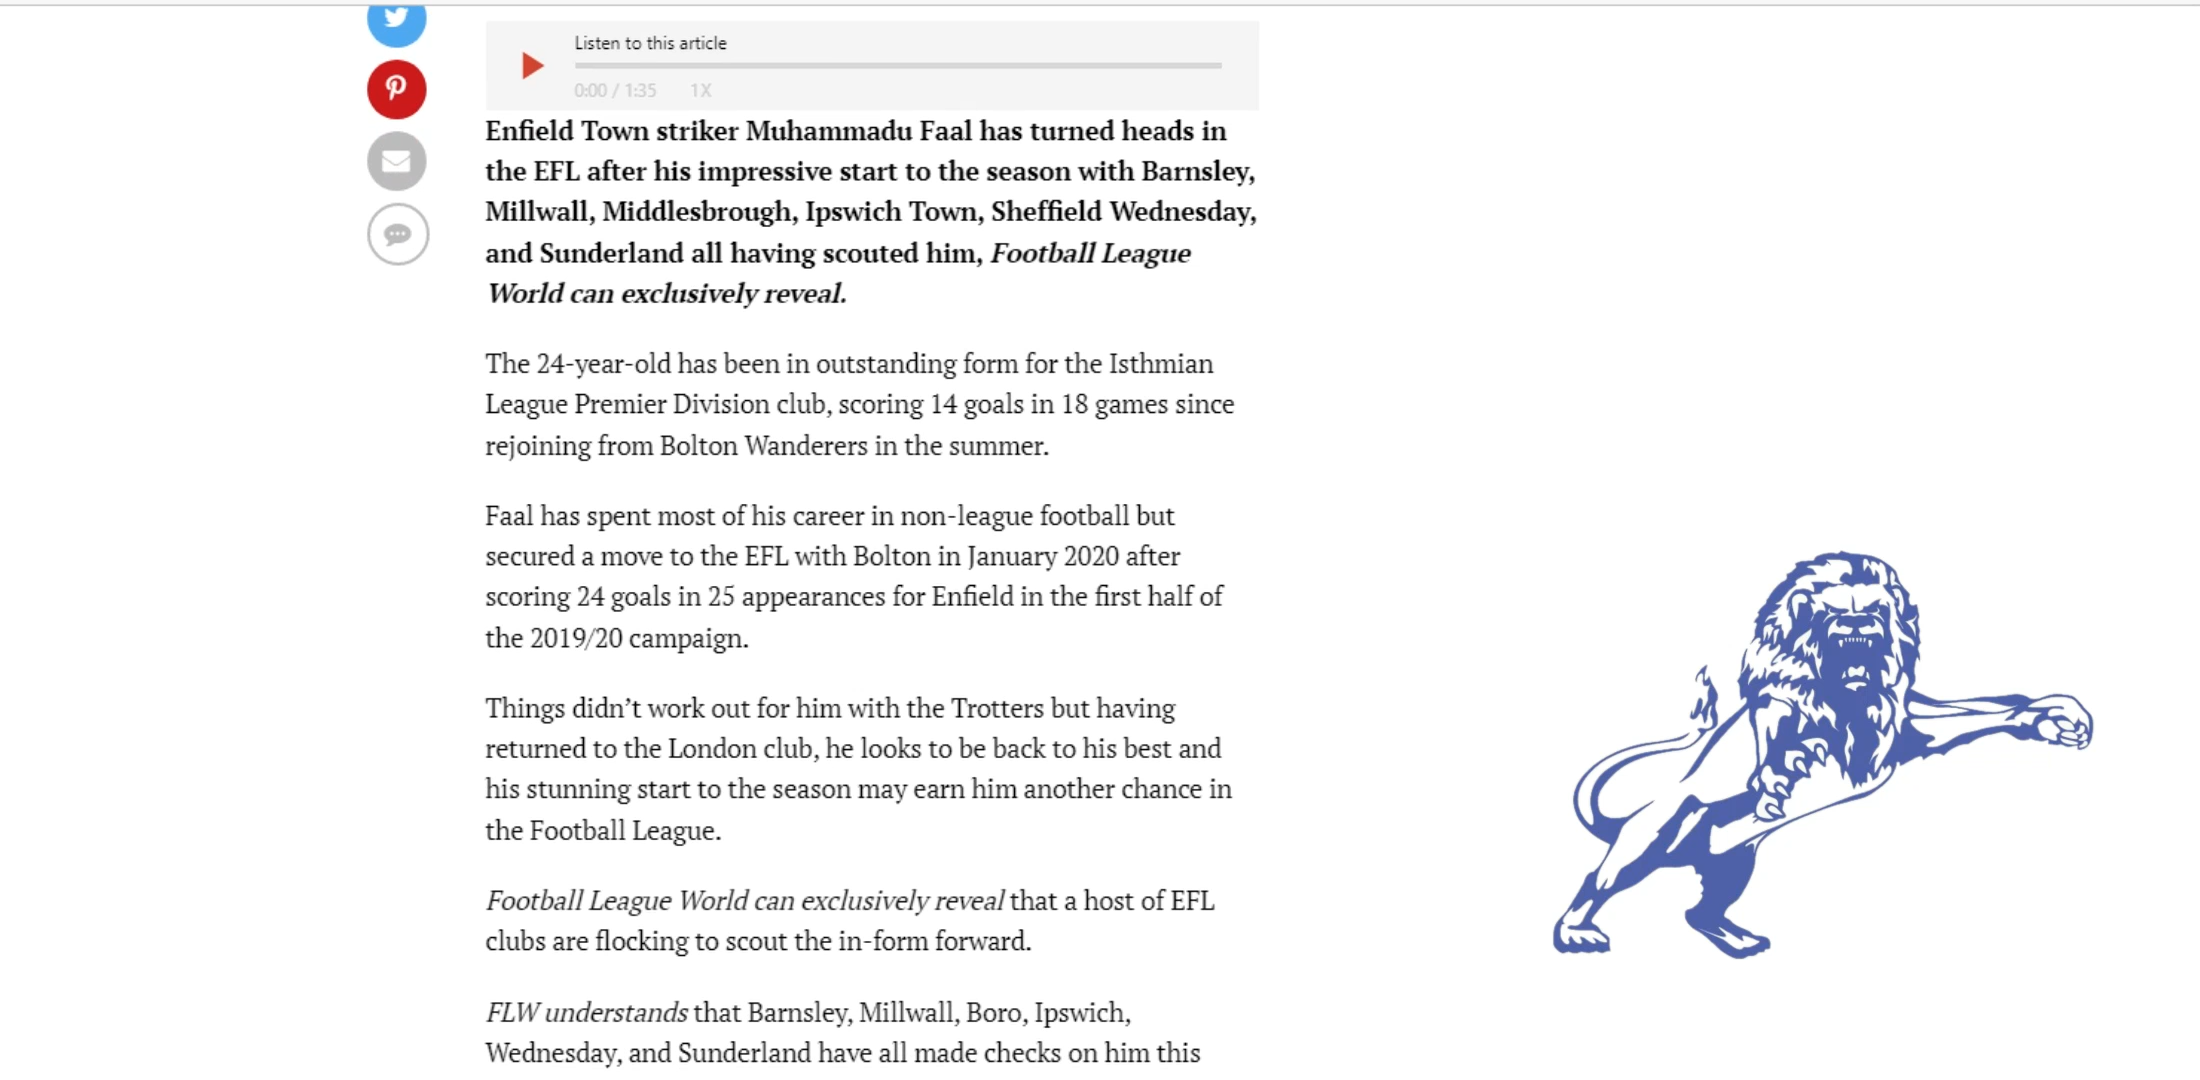 Listen to this article
0:00 / 1:35 1X
Enfield Town striker Muhammadu Faal has turned heads in
the EFL after his impressive start to the season with Barnsley,
Millwall, Middlesbrough, Ipswich Town, Sheffield Wednesday,
and Sunderland all having scouted him, Football League
World can exclusively reveal.
The 24-year-old has been in outstanding form for the Isthmian
League Premier Division club, scoring 14 goals in 18 games since
rejoining from Bolton Wanderers in the summer.
Faal has spent most of his career in non-league football but
secured a move to the EFL with Bolton in January 2020 after
scoring 24 goals in 25 appearances for Enfield in the first half of
the 2019/20 campaign.
Things didn’t work out for him with the Trotters but having
returned to the London club, he looks to be back to his best and
his stunning start to the season may earn him another chance in
the Football League.
Football League World can exclusively reveal that a host of EFL
clubs are flocking to scout the in-form forward.
FLW understands that Barnsley, Millwall, Boro, Ipswich,
Wednesday, and Sunderland have all made checks on him this